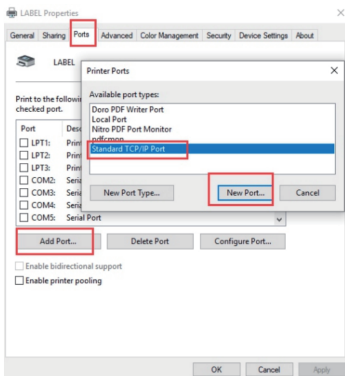 LABEL Properties
General Sharing Ports Advanced Color Management Security Device Settings About
LABEL
Print to the followi
checked port.
Port Desc
LPT1: Prin
LPT2: Prin
LPT3: Prin
COM2: Seria
COM3: Seria
COM4: Seria
COM5: Serial Port
Add Port... Delete Port Configure Port...
Enable bidirectional support
Enable printer pooling
OK Cancel Apply
Printer Ports
Available port types:
Doro PDF Writer Port
Local Port
Nitro PDF Port Monitor
pdfcmon
Standard TCP/IP Port
New Port Type... New Port... Cancel